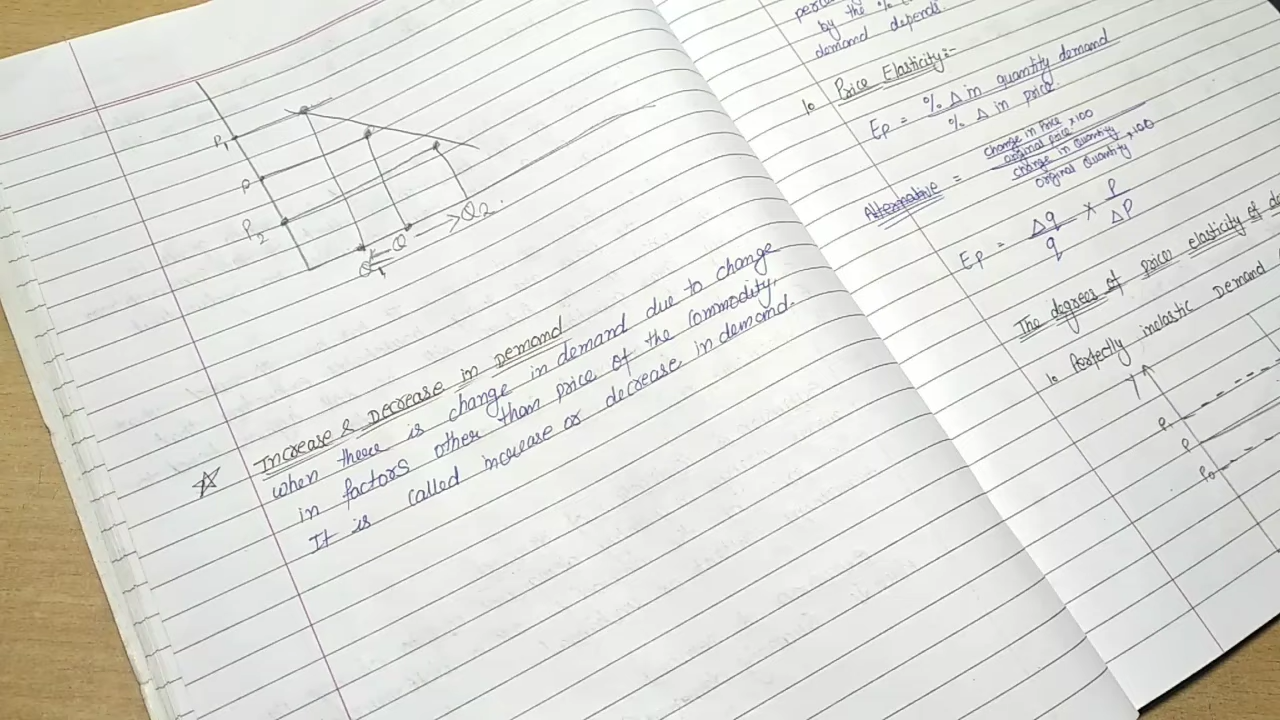 P1
P
P2
Q1 Q Q2
Increase & Decrease in Demand
when there is change in demand due to change
in factors other than price of the Commodity.
It is called increase or decrease in demand.
by the %
demand depends.
1. Price Elasticity:-
Ep = % Δ in quantity demand
% Δ in price.
Alternative = change in Price ×100
original price
change in Quantity ×100
original Quantity
Ep = Δq × P
q ΔP
The degrees of price elasticity of
1. Perfectly inelastic Demand
Y
P1
P
P0